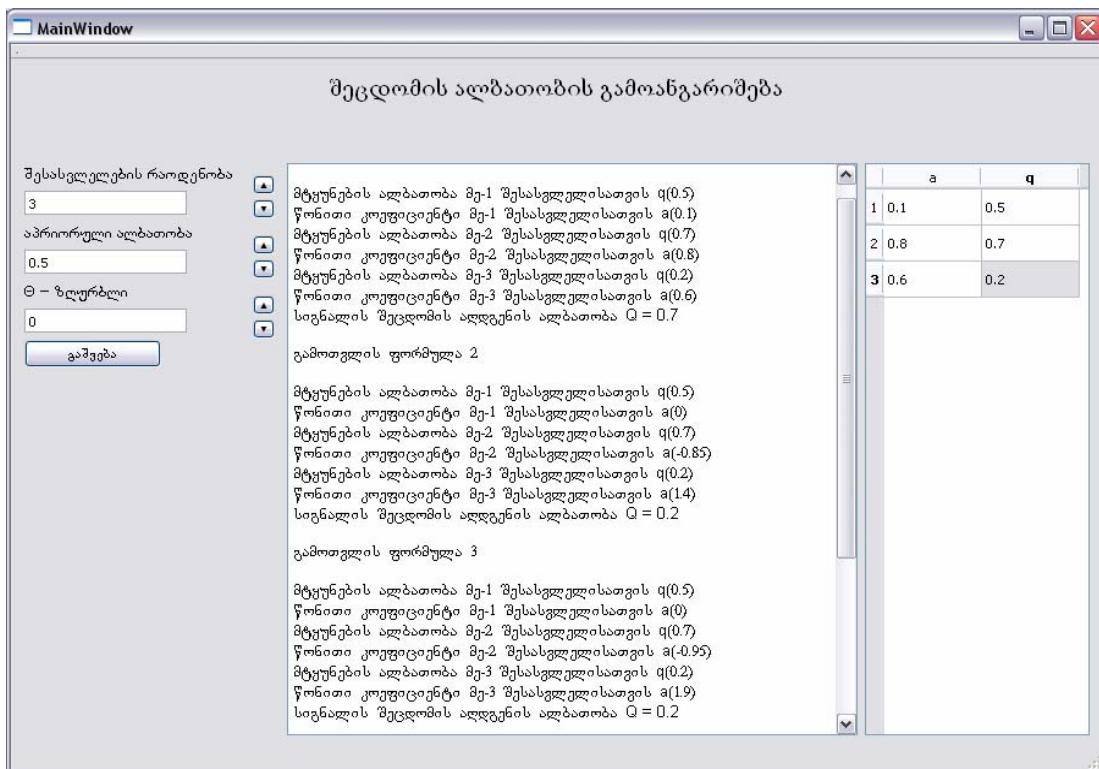 MainWindow
შეცდომის ალბათობის გამოანგარიშება
შესასვლელების რაოდენობა
3
აპრიორული ალბათობა
0.5
Θ – ზღურბლი
0
გაშვება
მტყუნების ალბათობა მე-1 შესასვლელისათვის q(0.5)
წონითი კოეფიციენტი მე-1 შესასვლელისათვის a(0.1)
მტყუნების ალბათობა მე-2 შესასვლელისათვის q(0.7)
წონითი კოეფიციენტი მე-2 შესასვლელისათვის a(0.8)
მტყუნების ალბათობა მე-3 შესასვლელისათვის q(0.2)
წონითი კოეფიციენტი მე-3 შესასვლელისათვის a(0.6)
სიგნალის შეცდომის აღდგენის ალბათობა Q = 0.7
გამოთვლის ფორმულა 2
მტყუნების ალბათობა მე-1 შესასვლელისათვის q(0.5)
წონითი კოეფიციენტი მე-1 შესასვლელისათვის a(0)
მტყუნების ალბათობა მე-2 შესასვლელისათვის q(0.7)
წონითი კოეფიციენტი მე-2 შესასვლელისათვის a(-0.85)
მტყუნების ალბათობა მე-3 შესასვლელისათვის q(0.2)
წონითი კოეფიციენტი მე-3 შესასვლელისათვის a(1.4)
სიგნალის შეცდომის აღდგენის ალბათობა Q = 0.2
გამოთვლის ფორმულა 3
მტყუნების ალბათობა მე-1 შესასვლელისათვის q(0.5)
წონითი კოეფიციენტი მე-1 შესასვლელისათვის a(0)
მტყუნების ალბათობა მე-2 შესასვლელისათვის q(0.7)
წონითი კოეფიციენტი მე-2 შესასვლელისათვის a(-0.95)
მტყუნების ალბათობა მე-3 შესასვლელისათვის q(0.2)
წონითი კოეფიციენტი მე-3 შესასვლელისათვის a(1.9)
სიგნალის შეცდომის აღდგენის ალბათობა Q = 0.2
a q
1 0.1 0.5
2 0.8 0.7
3 0.6 0.2